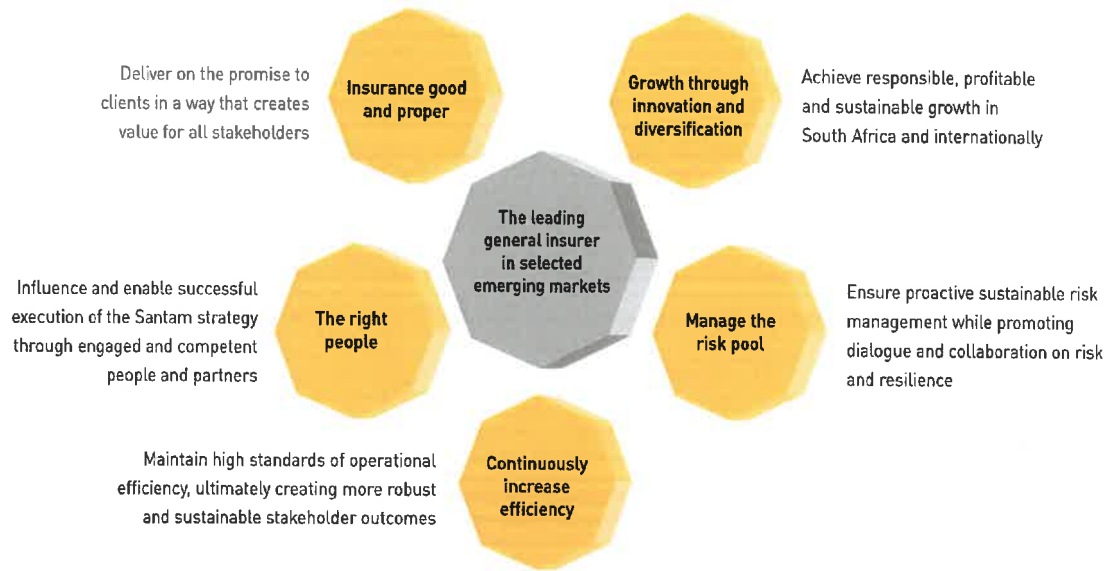 Deliver on the promise to
clients in a way that creates
value for all stakeholders
Insurance good
and proper
Growth through
innovation and
diversification
Achieve responsible, profitable
and sustainable growth in
South Africa and internationally
The leading
general insurer
in selected
emerging markets
Influence and enable successful
execution of the Santam strategy
through engaged and competent
people and partners
The right
people
Manage the
risk pool
Ensure proactive sustainable risk
management while promoting
dialogue and collaboration on risk
and resilience
Maintain high standards of operational
efficiency, ultimately creating more robust
and sustainable stakeholder outcomes
Continuously
increase
efficiency